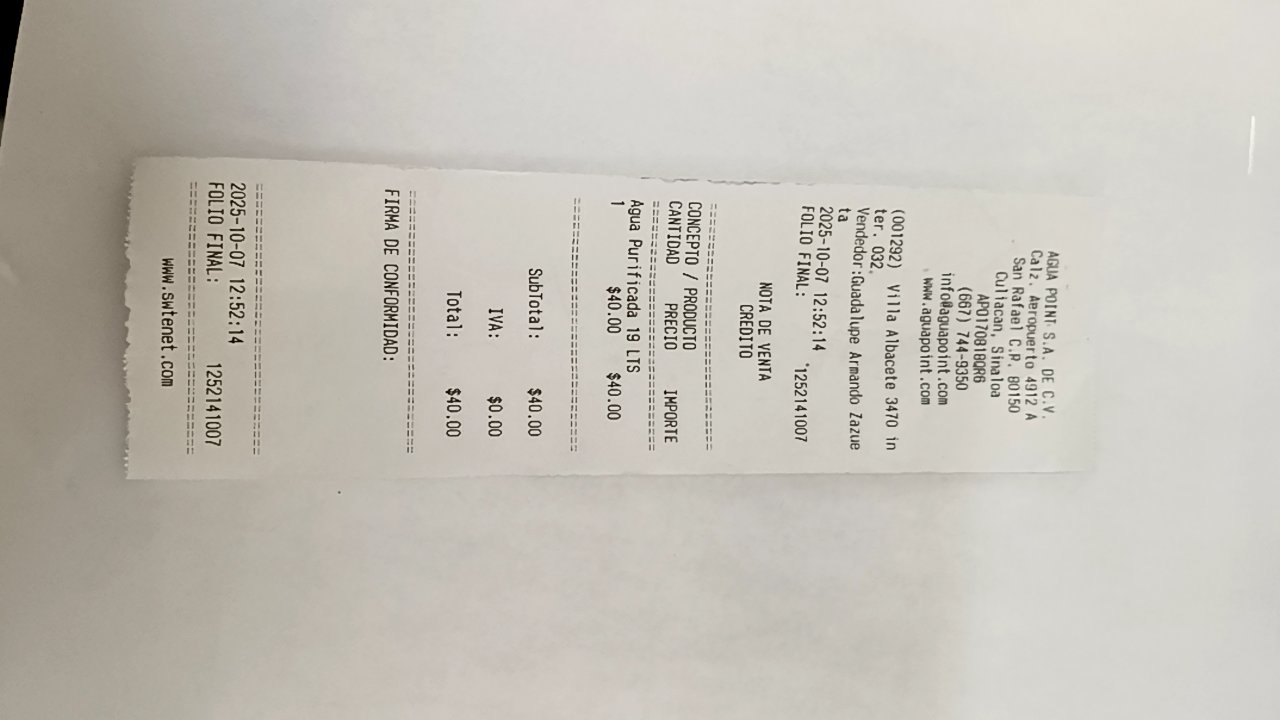 AGUA POINT S.A. DE C.V.
Calz. Aeropuerto 4912 A
San Rafael C.P. 80150
Culiacan, Sinaloa
APO170818QR6
(667) 744-9350
info@aguapoint.com
www.aguapoint.com
(001292) Villa Albacete 3470 in
ter. 032.
Vendedor:Guadalupe Armando Zazue
ta
2025-10-07 12:52:14
FOLIO FINAL: 1252141007
NOTA DE VENTA
CREDITO
================================
CONCEPTO / PRODUCTO
CANTIDAD PRECIO IMPORTE
================================
Agua Purificada 19 LTS
1 $40.00 $40.00
================================
SubTotal: $40.00
IVA: $0.00
Total: $40.00
================================
FIRMA DE CONFORMIDAD:
================================
2025-10-07 12:52:14
FOLIO FINAL: 1252141007
================================
www.swtenet.com